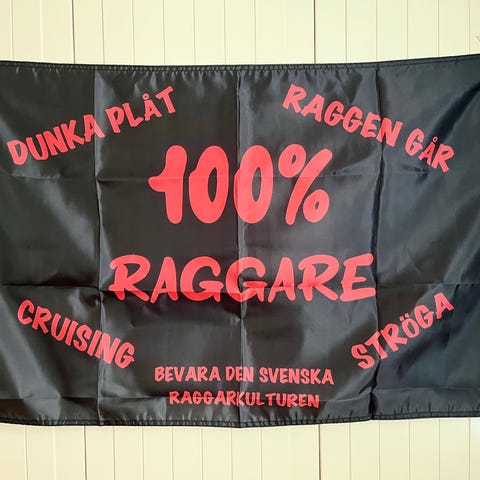 DUNKA PLÅT
RAGGEN GÅR
100%
RAGGARE
CRUISING
STRÖGA
BEVARA DEN SVENSKA
RAGGARKULTUREN